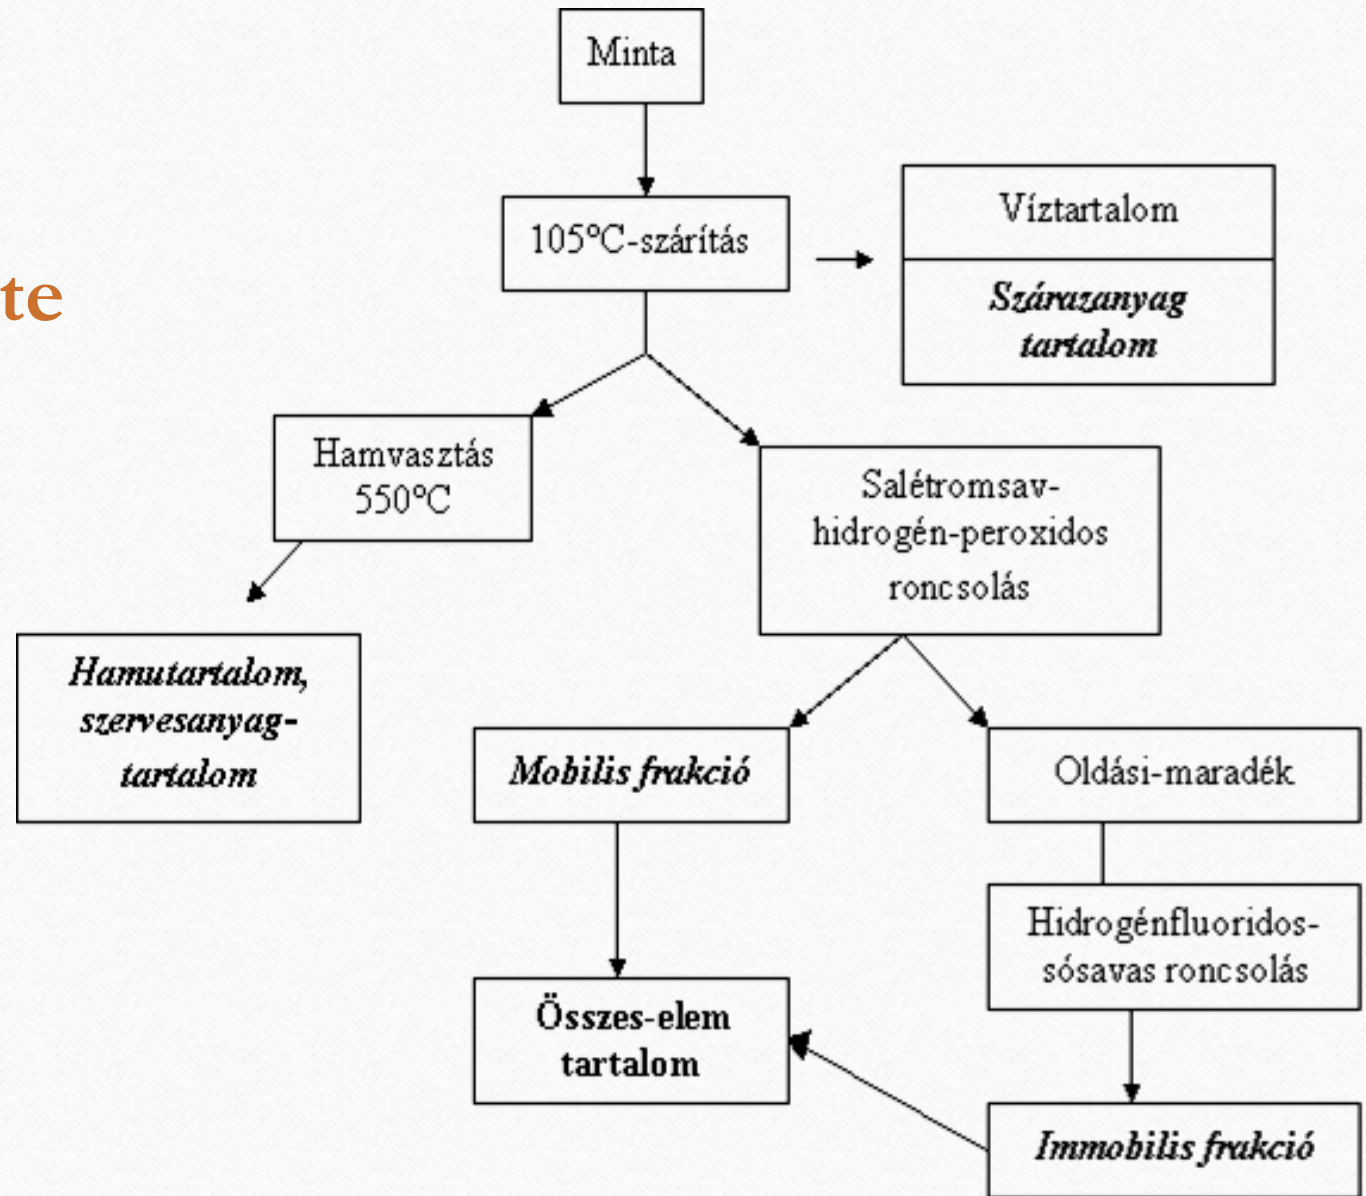 Minta
105°C-szárítás
Víztartalom
Szárazanyag
tartalom
te
Hamvasztás
550°C
Salétromsav-
hidrogén-peroxidos
roncsolás
Hamutartalom,
szervesanyag-
tartalom
Mobilis frakció
Oldási-maradék
Hidrogénfluoridos-
sósavas roncsolás
Összes-elem
tartalom
Immobilis frakció